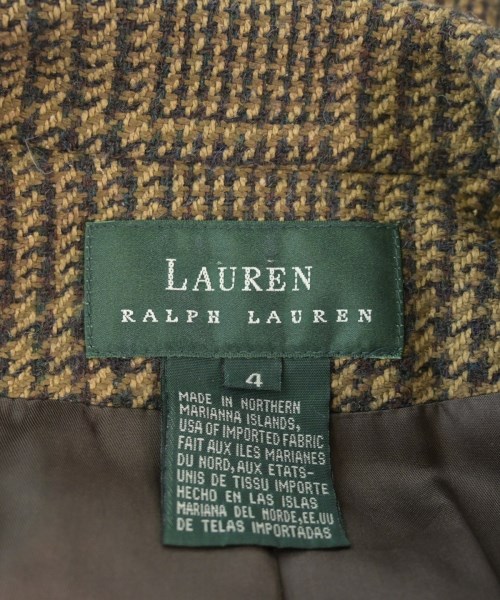 LAUREN
RALPH LAUREN
4
MADE IN NORTHERN
MARIANNA ISLANDS,
USA OF IMPORTED FABRIC
FAIT AUX ILES MARIANES
DU NORD, AUX ETATS-
UNIS DE TISSU IMPORTE
HECHO EN LAS ISLAS
MARIANA DEL NORDE, EE.UU
DE TELAS IMPORTADAS